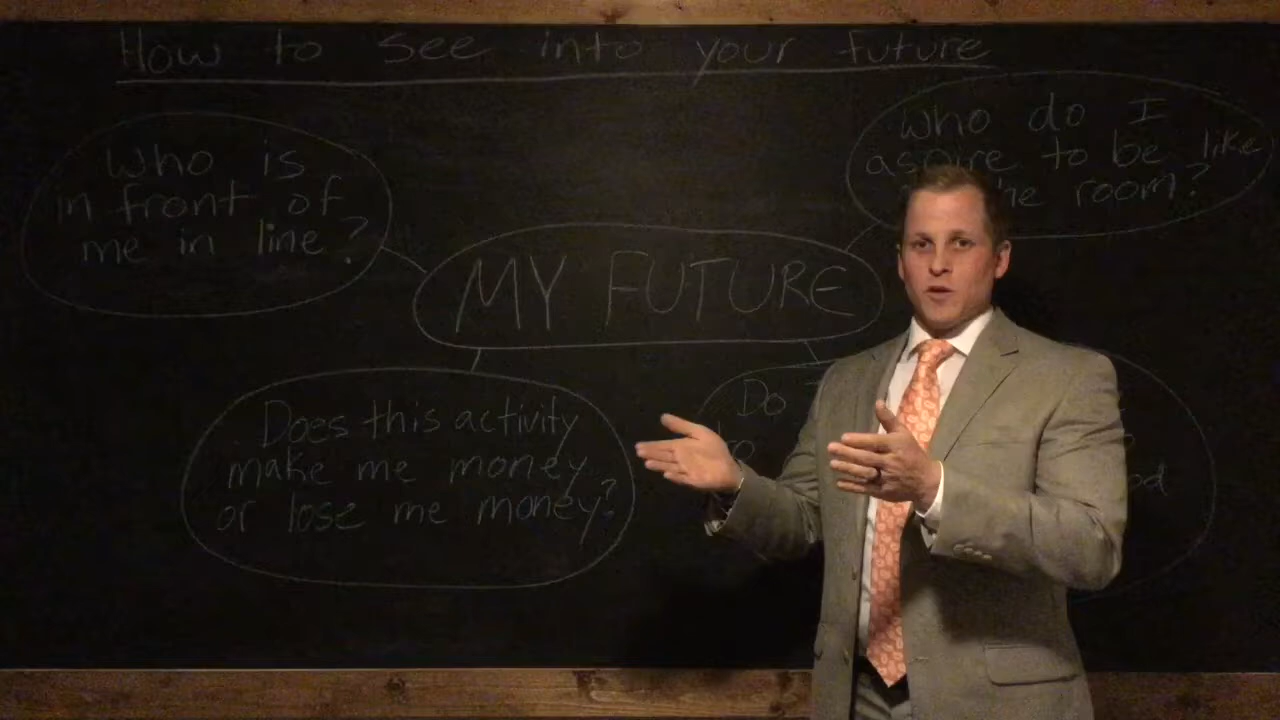 How to see into your future
Who is
in front of
me in line?
Who do I
aspire to be like
the room?
MY FUTURE
Does this activity
make me money
or lose me money?
Do
to